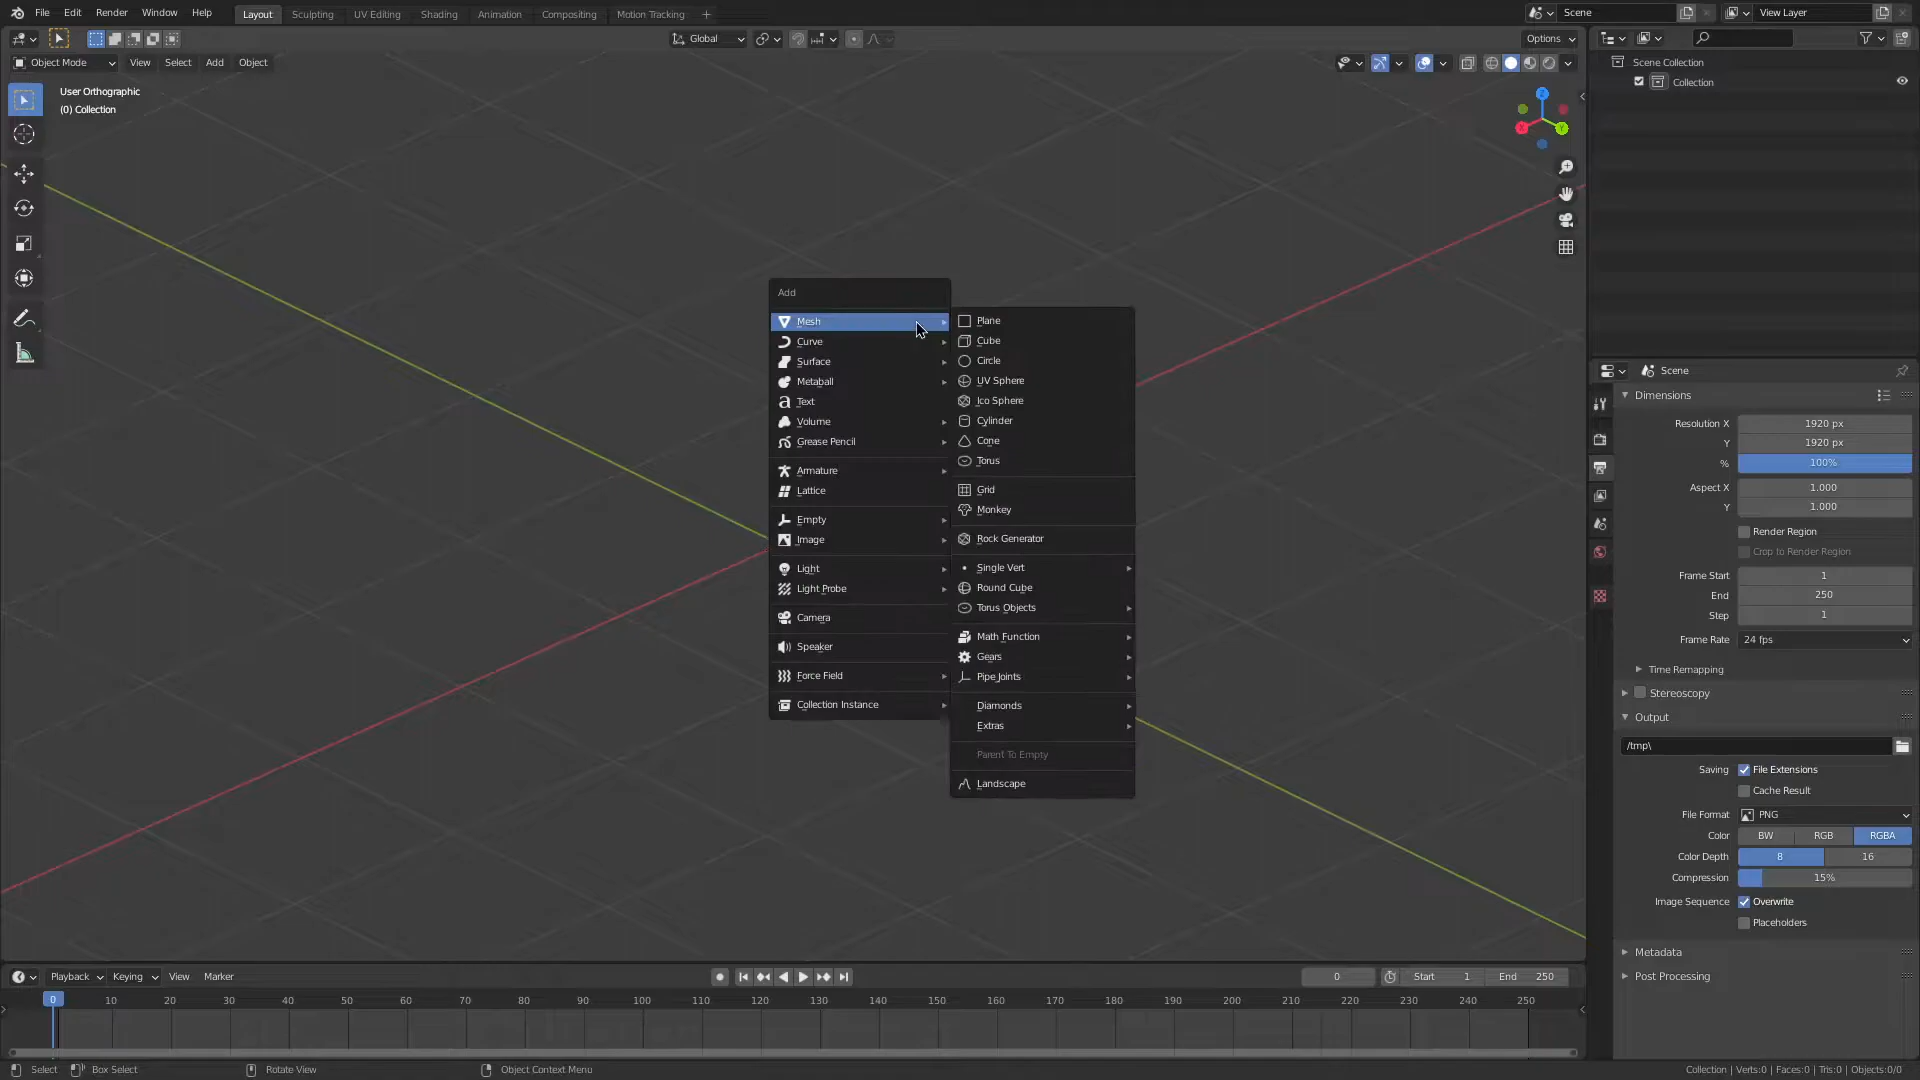 File Edit Render Window Help Layout Sculpting UV Editing Shading Animation Compositing Motion Tracking + Scene View Layer
Global Options
Object Mode View Select Add Object
User Orthographic
(0) Collection
Z
X
Y
Scene Collection
Collection
Add
Mesh
Curve
Surface
Metaball
Text
Volume
Grease Pencil
Armature
Lattice
Empty
Image
Light
Light Probe
Camera
Speaker
Force Field
Collection Instance
Plane
Cube
Circle
UV Sphere
Ico Sphere
Cylinder
Cone
Torus
Grid
Monkey
Rock Generator
Single Vert
Round Cube
Torus Objects
Math Function
Gears
Pipe Joints
Diamonds
Extras
Parent To Empty
Landscape
Scene
Dimensions
Resolution X 1920 px
Y 1920 px
% 100%
Aspect X 1.000
Y 1.000
Render Region
Crop to Render Region
Frame Start 1
End 250
Step 1
Frame Rate 24 fps
Time Remapping
Stereoscopy
Output
/tmp\
Saving File Extensions
Cache Result
File Format PNG
Color BW RGB RGBA
Color Depth 8 16
Compression 15%
Image Sequence Overwrite
Placeholders
Metadata
Post Processing
Playback Keying View Marker 0 Start 1 End 250
0 10 20 30 40 50 60 70 80 90 100 110 120 130 140 150 160 170 180 190 200 210 220 230 240 250
Select Box Select Rotate View Object Context Menu Collection | Verts:0 | Faces:0 | Tris:0 | Objects:0/0